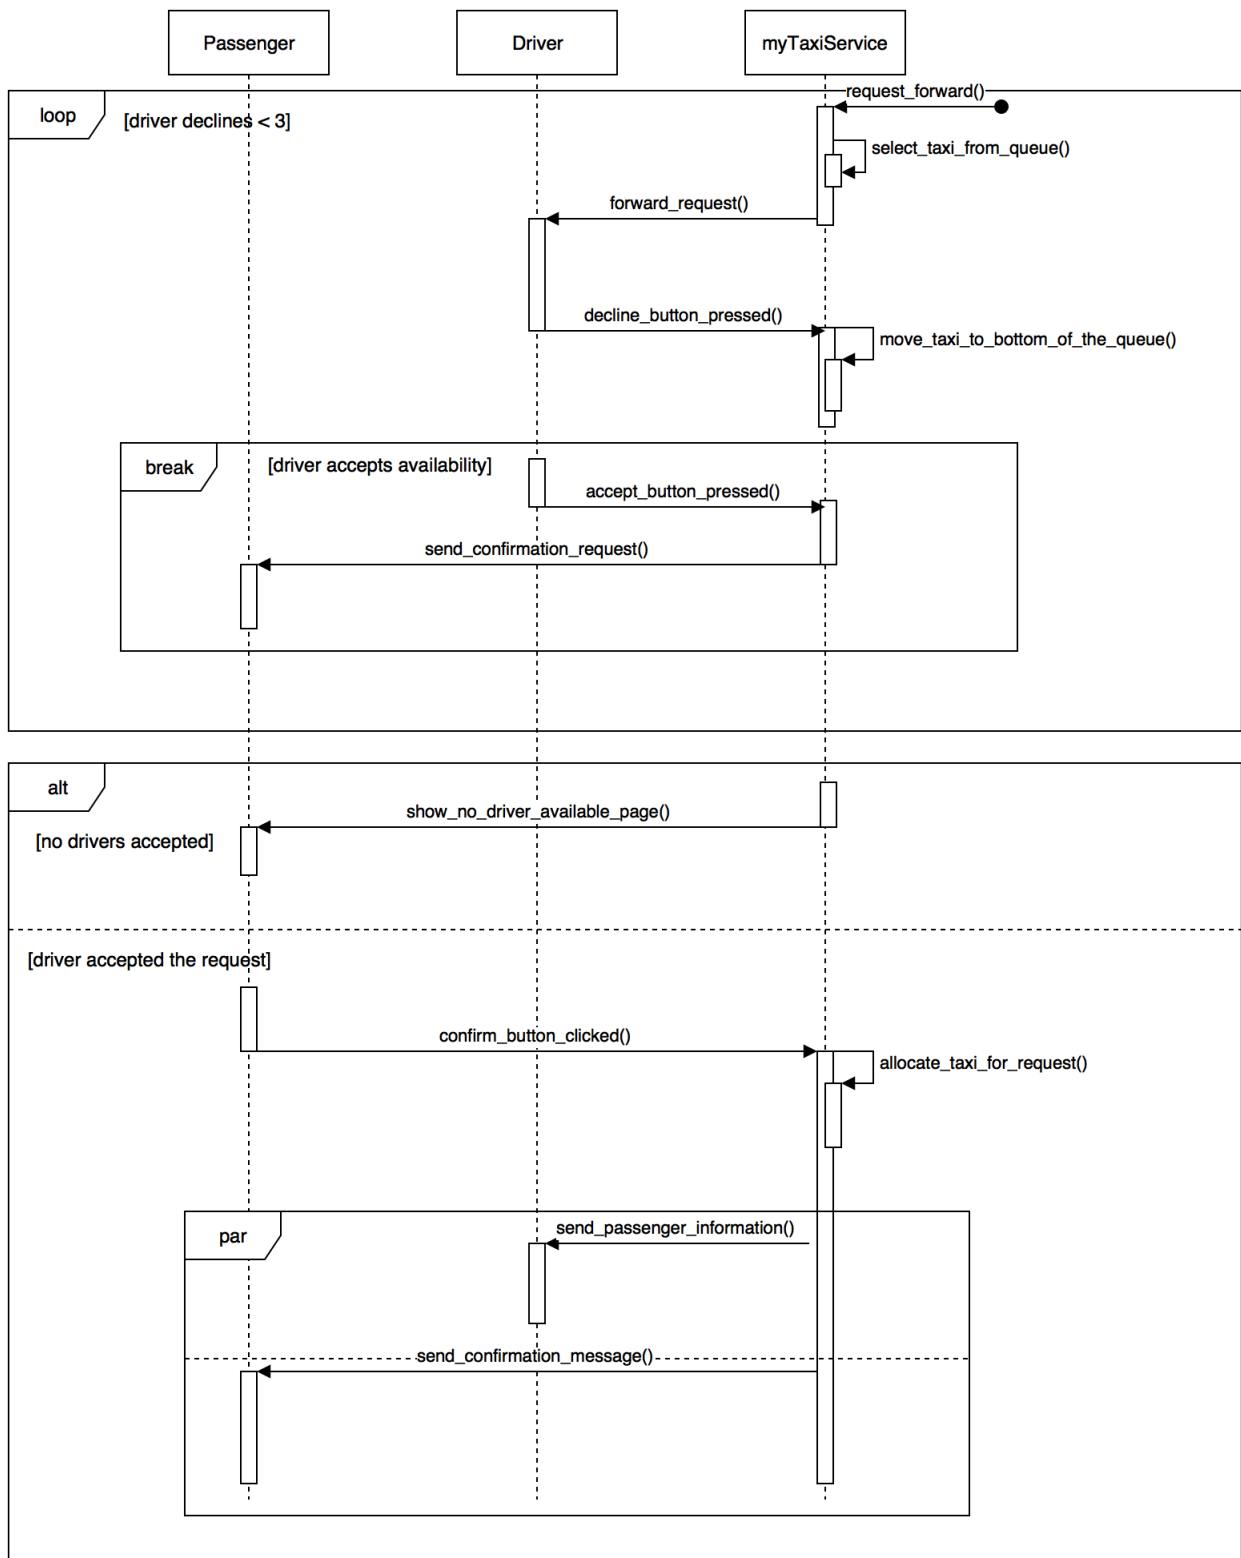 Passenger
Driver
myTaxiService
loop
[driver declines < 3]
request_forward()
select_taxi_from_queue()
forward_request()
decline_button_pressed()
move_taxi_to_bottom_of_the_queue()
break
[driver accepts availability]
accept_button_pressed()
send_confirmation_request()
alt
show_no_driver_available_page()
[no drivers accepted]
[driver accepted the request]
confirm_button_clicked()
allocate_taxi_for_request()
par
send_passenger_information()
send_confirmation_message()